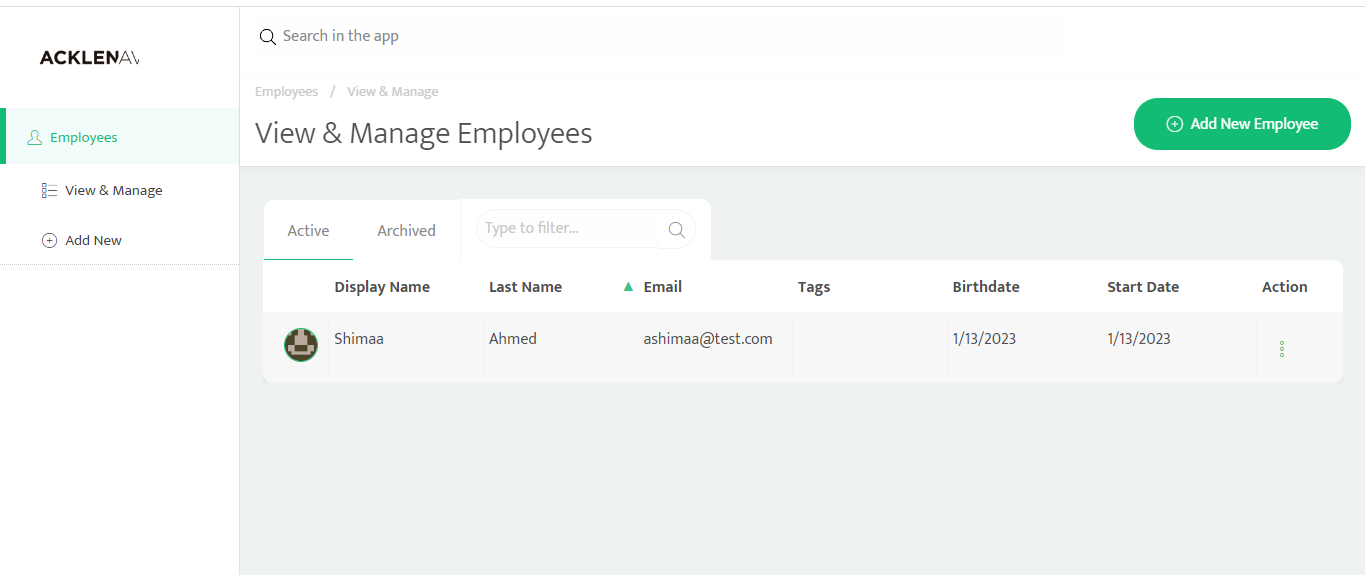 Search in the app
ACKLENAV
Employees / View & Manage
View & Manage Employees
Add New Employee
Employees
View & Manage
Add New
Active Archived Type to filter...
Display Name Last Name ▲ Email Tags Birthdate Start Date Action
Shimaa Ahmed ashimaa@test.com 1/13/2023 1/13/2023